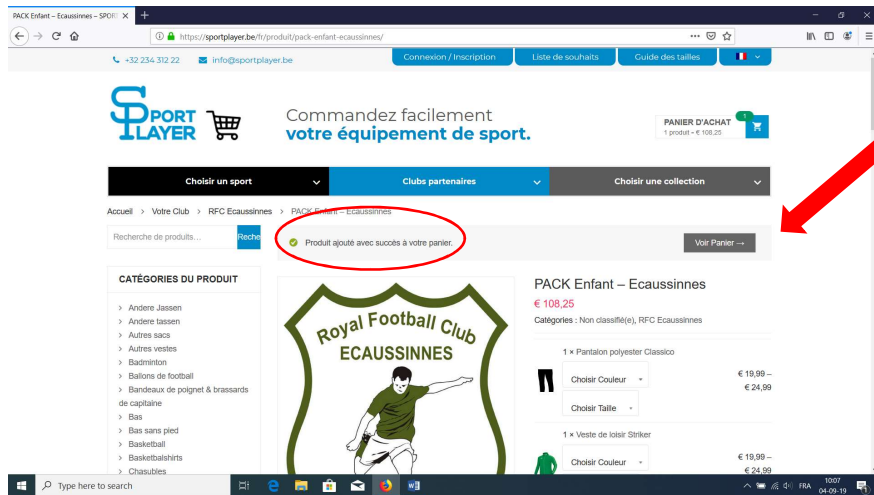 PACK Enfant – Ecaussinnes – SPOR
https://sportplayer.be/fr/produit/pack-enfant-ecaussinnes/
+32 234 312 22 info@sportplayer.be Connexion / Inscription Liste de souhaits Guide des tailles
SPORT
PLAYER
Commandez facilement
votre équipement de sport.
PANIER D'ACHAT 1
1 produit - € 108,25
Choisir un sport Clubs partenaires Choisir une collection
Accueil > Votre Club > RFC Ecaussinnes > PACK Enfant – Ecaussinnes
Recherche de produits… Reche
Produit ajouté avec succès à votre panier. Voir Panier →
CATÉGORIES DU PRODUIT
> Andere Jassen
> Andere tassen
> Autres sacs
> Autres vestes
> Badminton
> Ballons de football
> Bandeaux de poignet & brassards
de capitaine
> Bas
> Bas sans pied
> Basketball
> Basketbalshirts
> Chasubles
Royal Football Club
ECAUSSINNES
PACK Enfant – Ecaussinnes
€ 108,25
Catégories : Non classifié(e), RFC Ecaussinnes
1 × Pantalon polyester Classico
Choisir Couleur
€ 19,99 –
€ 24,99
Choisir Taille
1 × Veste de loisir Striker
Choisir Couleur
€ 19,99 –
€ 24,99
Type here to search
FRA
10:07
04-09-19